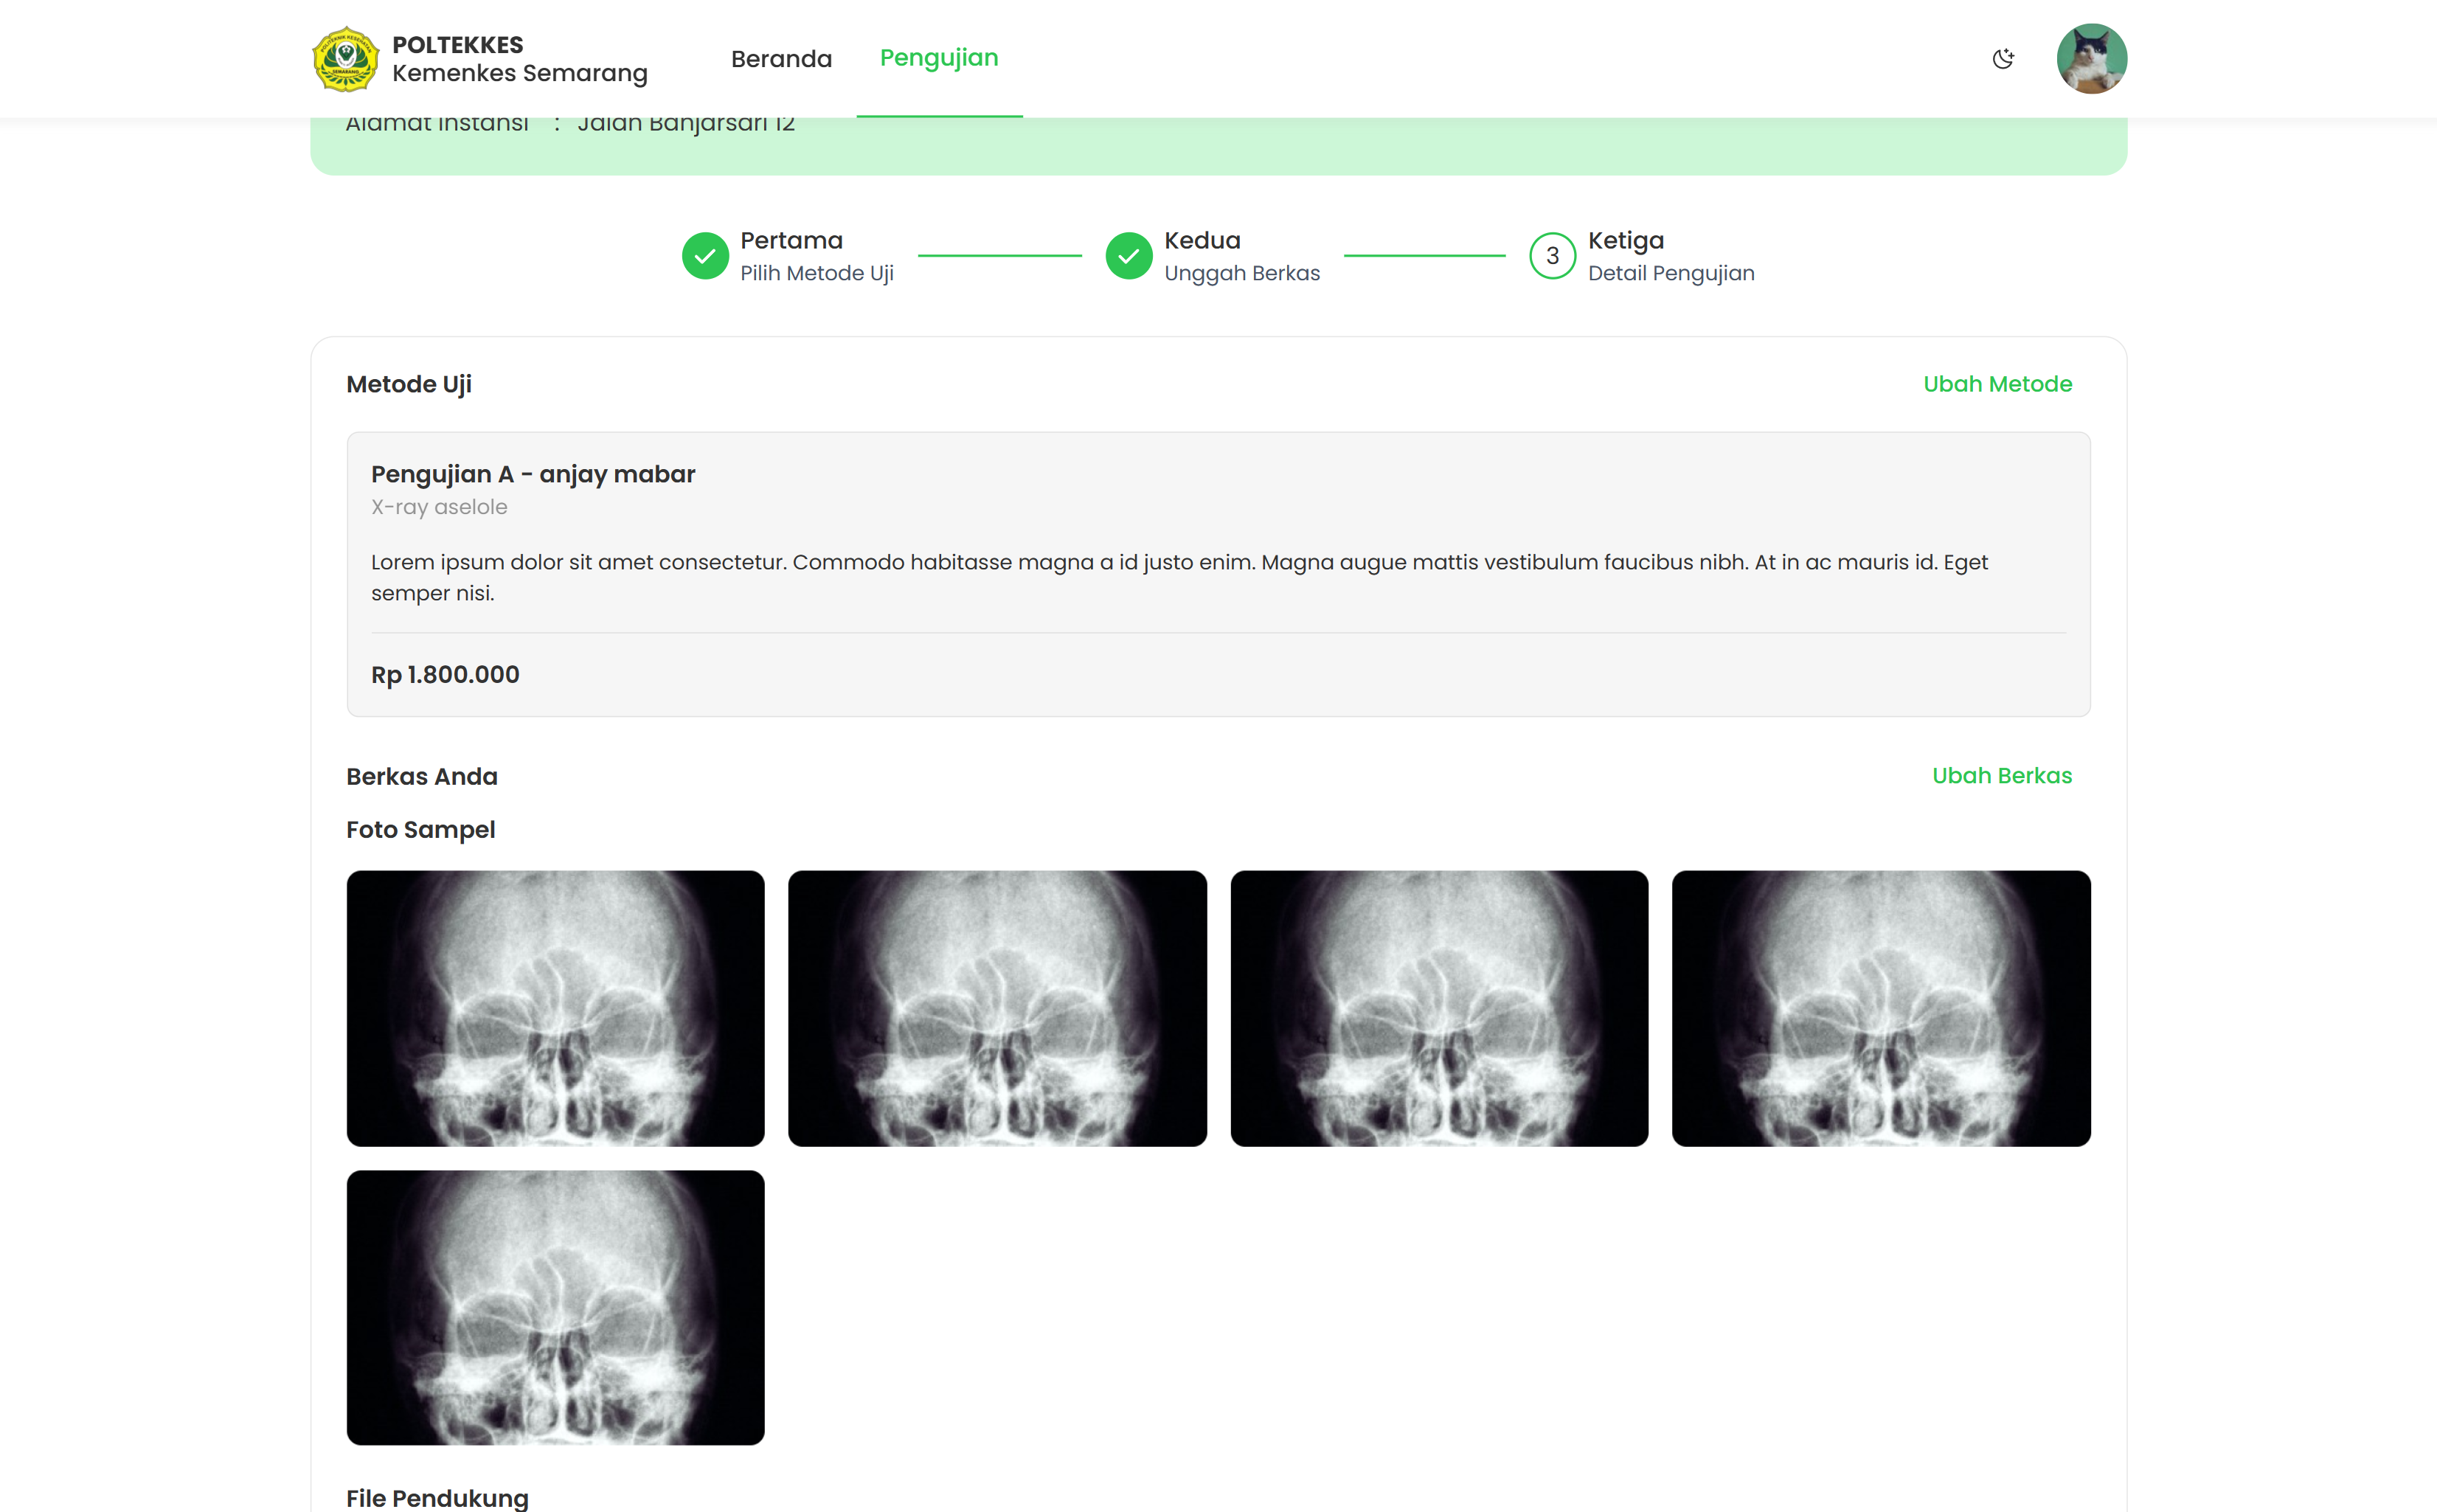 POLITEKNIK KESEHATAN
SEMARANG
POLTEKKES
Kemenkes Semarang
Beranda
Pengujian
Alamat Instansi : Jalan Banjarsari 12
Pertama
Pilih Metode Uji
Kedua
Unggah Berkas
3
Ketiga
Detail Pengujian
Metode Uji
Ubah Metode
Pengujian A - anjay mabar
X-ray aselole
Lorem ipsum dolor sit amet consectetur. Commodo habitasse magna a id justo enim. Magna augue mattis vestibulum faucibus nibh. At in ac mauris id. Eget
semper nisi.
Rp 1.800.000
Berkas Anda
Ubah Berkas
Foto Sampel
File Pendukung